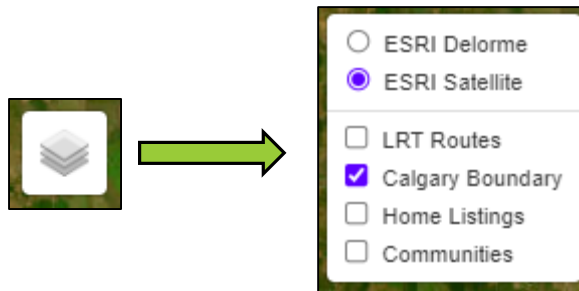 ESRI Delorme
ESRI Satellite
LRT Routes
Calgary Boundary
Home Listings
Communities